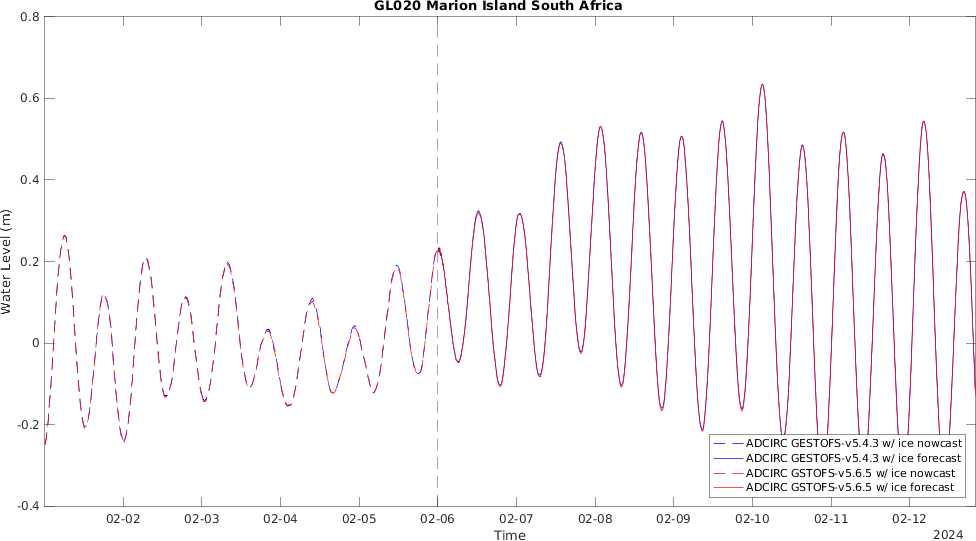 GL020 Marion Island South Africa
Water Level (m)
0.8
0.6
0.4
0.2
0
-0.2
-0.4
ADCIRC GESTOFS-v5.4.3 w/ ice nowcast
ADCIRC GESTOFS-v5.4.3 w/ ice forecast
ADCIRC GSTOFS-v5.6.5 w/ ice nowcast
ADCIRC GSTOFS-v5.6.5 w/ ice forecast
02-02 02-03 02-04 02-05 02-06 02-07 02-08 02-09 02-10 02-11 02-12
Time
2024